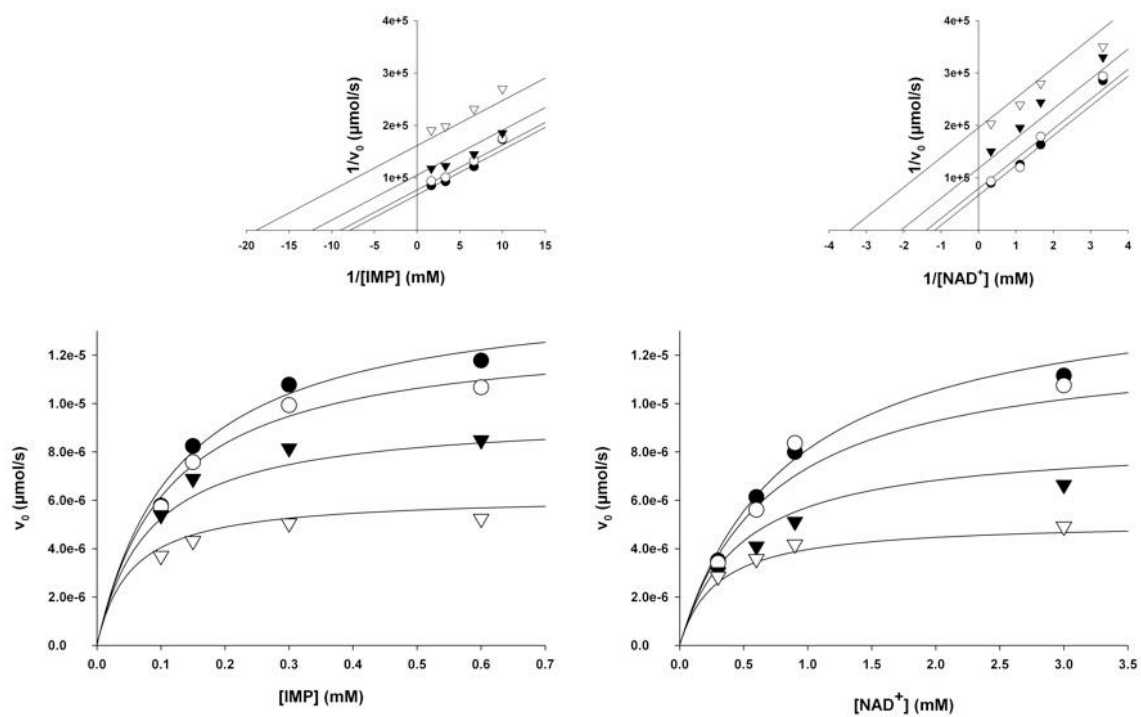 4e+5
3e+5
2e+5
1e+5
1/v0 (µmol/s)
-20 -15 -10 -5 0 5 10 15
1/[IMP] (mM)
4e+5
3e+5
2e+5
1e+5
1/v0 (µmol/s)
-4 -3 -2 -1 0 1 2 3 4
1/[NAD+] (mM)
1.2e-5
1.0e-5
8.0e-6
6.0e-6
4.0e-6
2.0e-6
0.0
v0 (µmol/s)
0.0 0.1 0.2 0.3 0.4 0.5 0.6 0.7
[IMP] (mM)
1.2e-5
1.0e-5
8.0e-6
6.0e-6
4.0e-6
2.0e-6
0.0
v0 (µmol/s)
0.0 0.5 1.0 1.5 2.0 2.5 3.0 3.5
[NAD+] (mM)